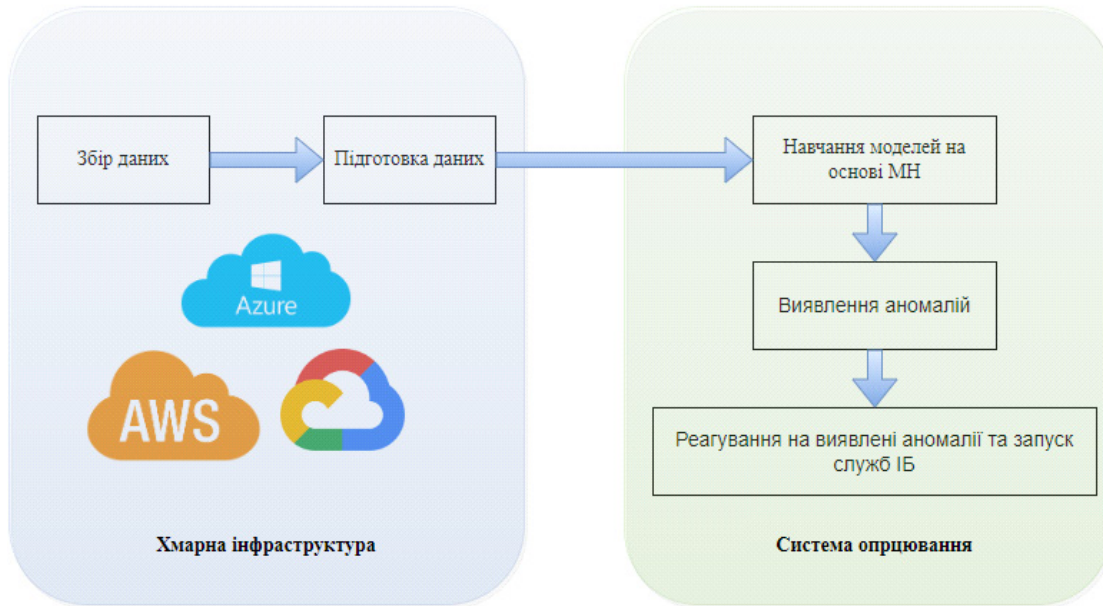 Збір даних
Підготовка даних
Навчання моделей на
основі МН
Azure
Виявлення аномалій
AWS
Реагування на виявлені аномалії та запуск
служб ІБ
Хмарна інфраструктура
Система опрцювання